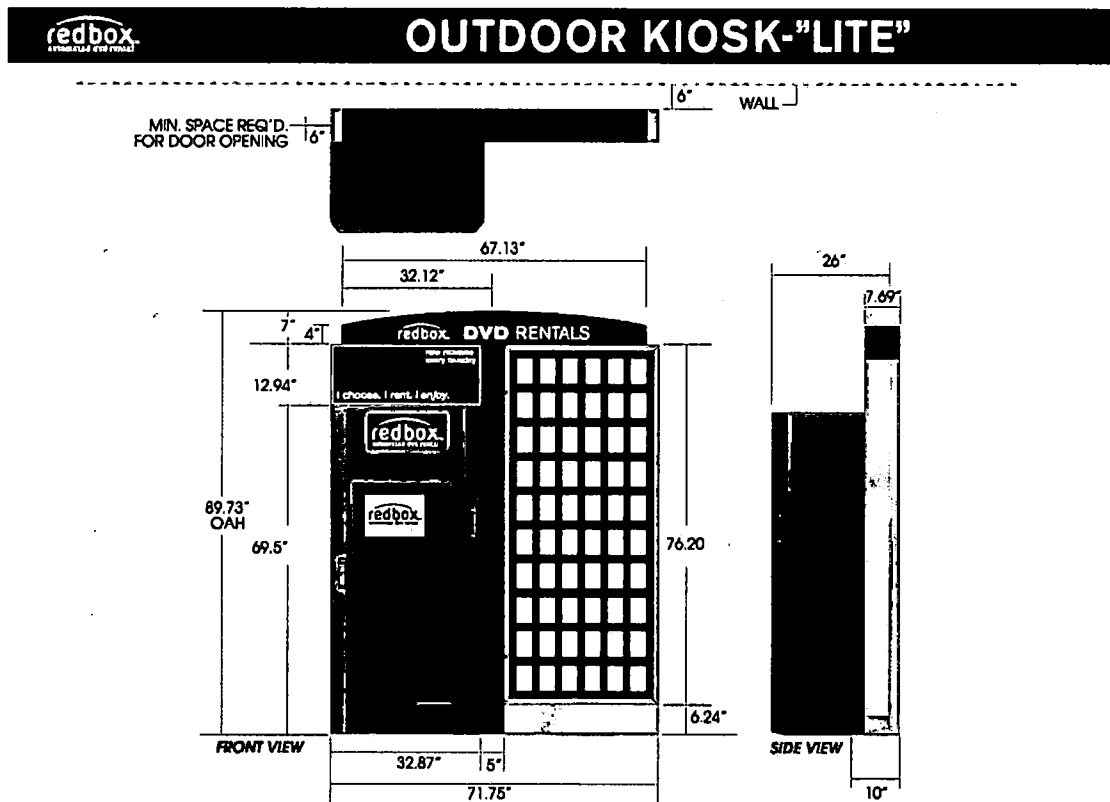 redbox.
OUTDOOR KIOSK-"LITE"
6"
WALL
MIN. SPACE REQ'D.
FOR DOOR OPENING
6"
67.13"
32.12"
26"
7.69"
7"
4"
redbox. DVD RENTALS
12.94"
i choose. i rent. i enjoy.
redbox.
redbox.
89.73"
OAH
69.5"
76.20
6.24"
FRONT VIEW
SIDE VIEW
32.87"
5"
71.75"
10"